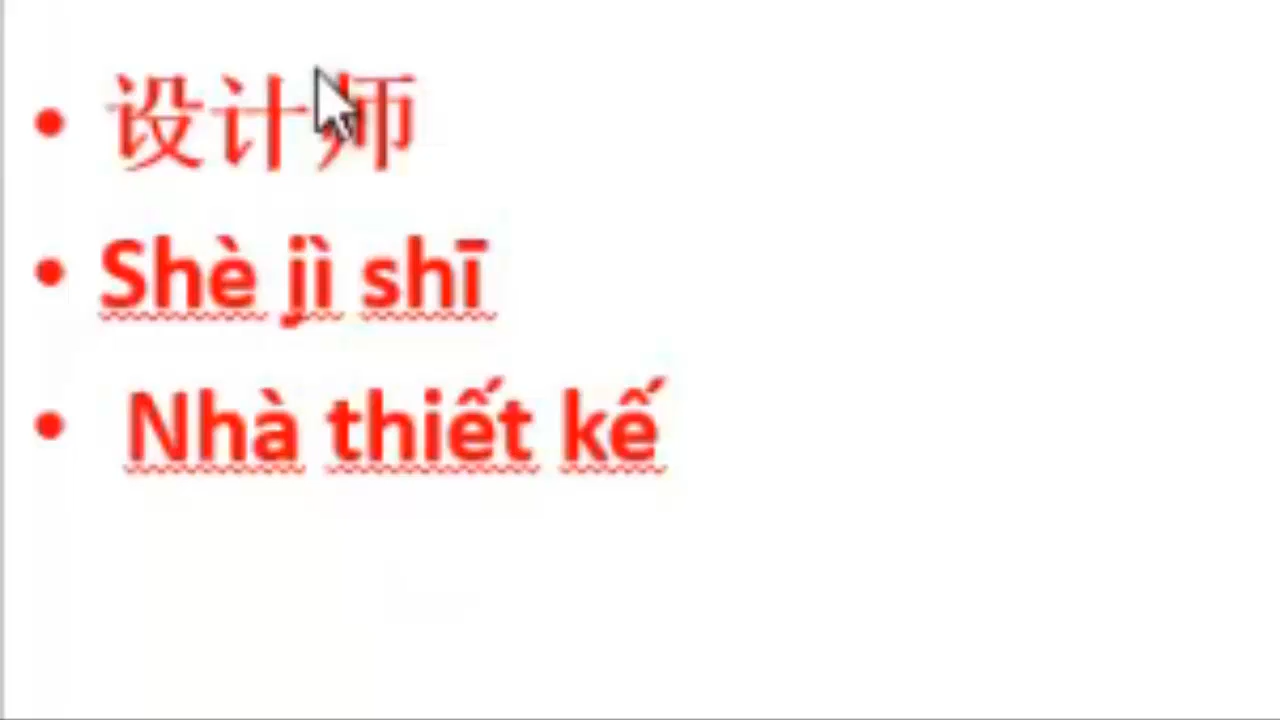 设计师
Shè jì shī
Nhà thiết kế